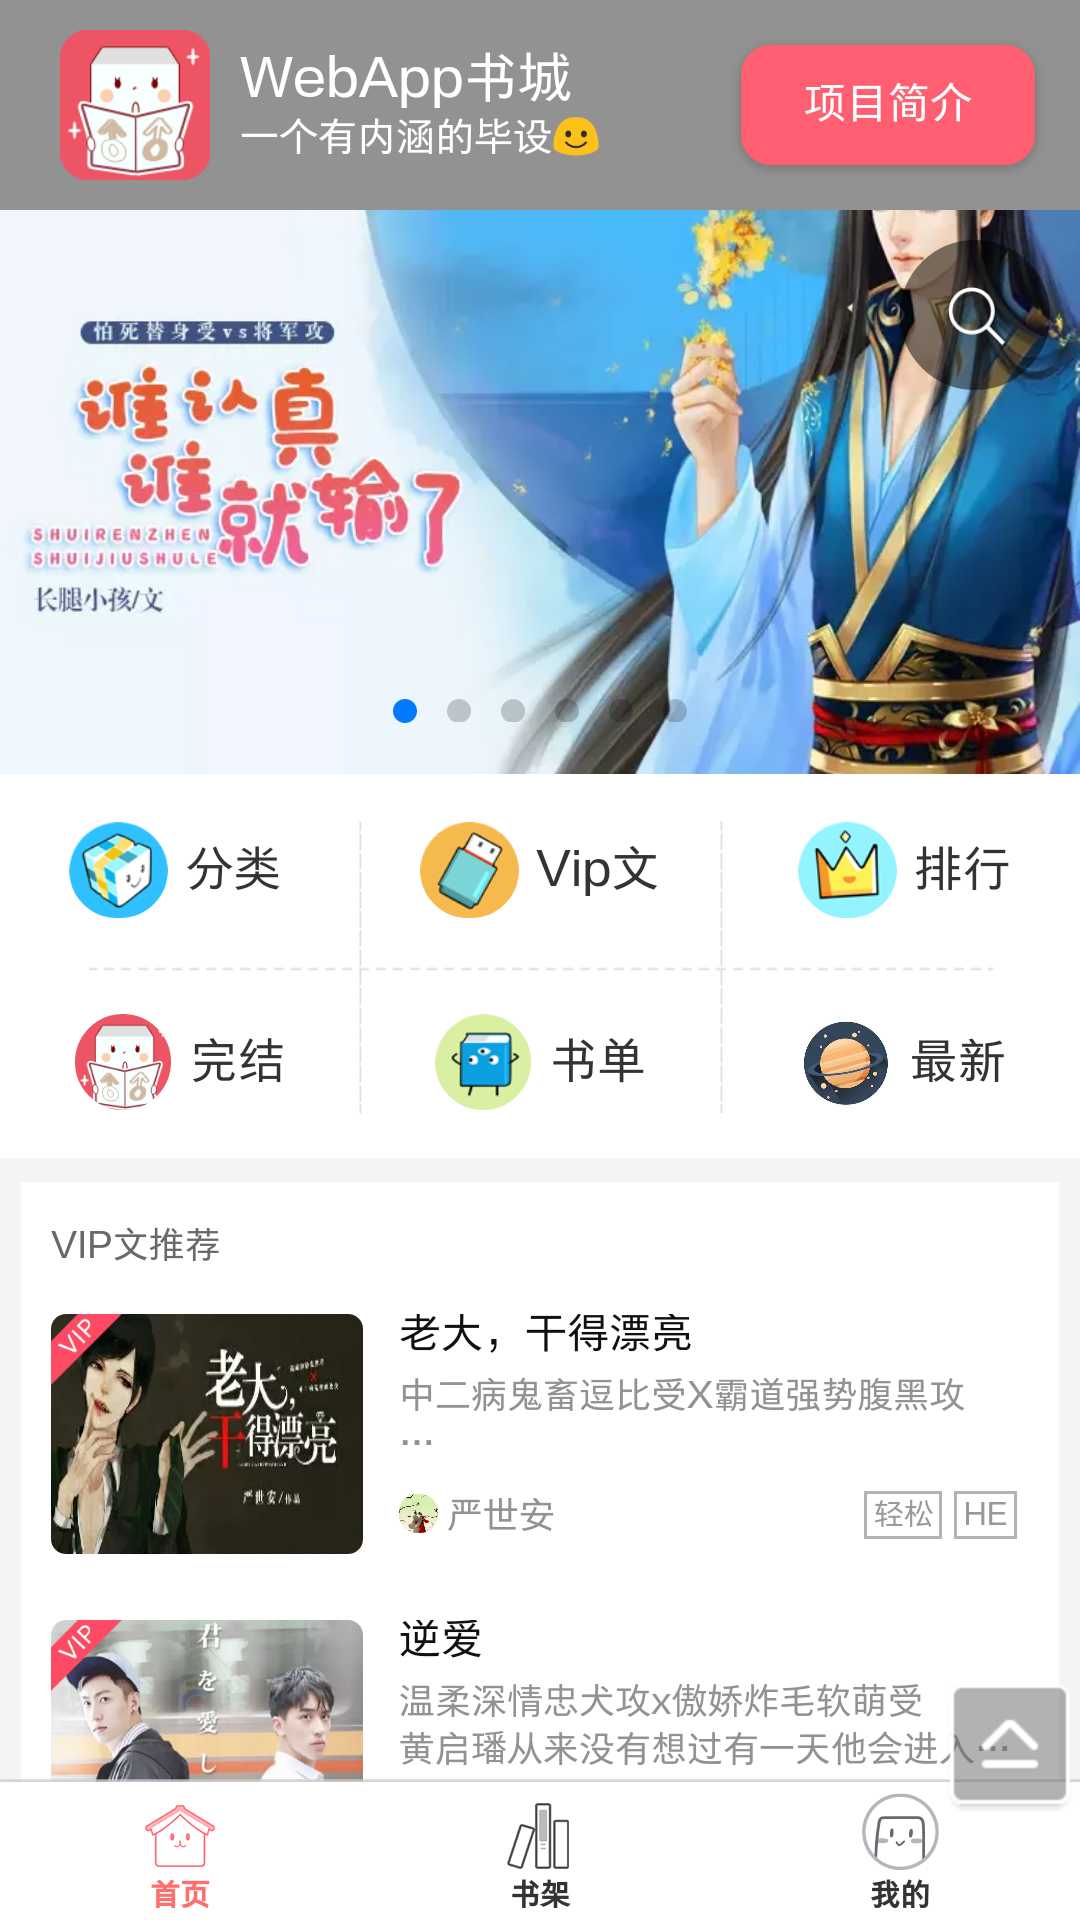 WebApp书城
一个有内涵的毕设
项目简介
怕死替身受vs将军攻
谁认真
谁就输了
SHUIRENZHEN
SHUIJIUSHULE
长腿小孩/文
分类
Vip文
排行
完结
书单
最新
VIP文推荐
VIP
老大,
干得漂亮
严世安/作品
老大，干得漂亮
中二病鬼畜逗比受X霸道强势腹黑攻
…
严世安
轻松
HE
VIP
君を愛し
逆爱
温柔深情忠犬攻x傲娇炸毛软萌受
黄启璠从来没有想过有一天他会进入…
首页
书架
我的